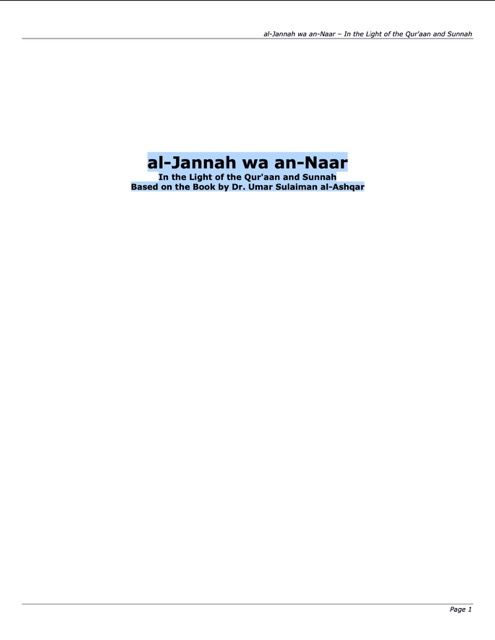 al-Jannah wa an-Naar – In the Light of the Qur'aan and Sunnah
al-Jannah wa an-Naar
In the Light of the Qur'aan and Sunnah
Based on the Book by Dr. Umar Sulaiman al-Ashqar
Page 1